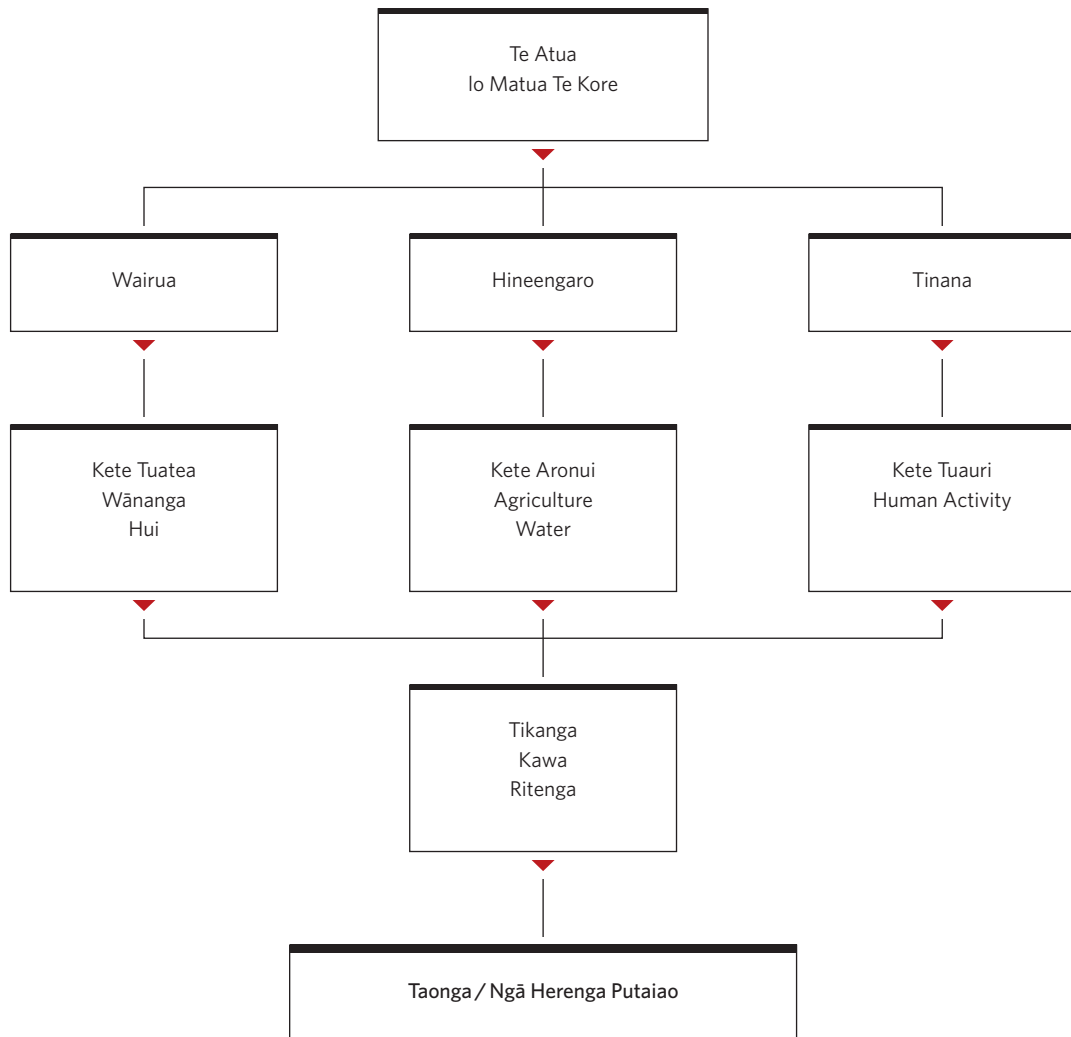 Te Atua
Io Matua Te Kore
Wairua
Hineengaro
Tinana
Kete Tuatea
Wānanga
Hui
Kete Aronui
Agriculture
Water
Kete Tuauri
Human Activity
Tikanga
Kawa
Ritenga
Taonga / Ngā Herenga Putaiao